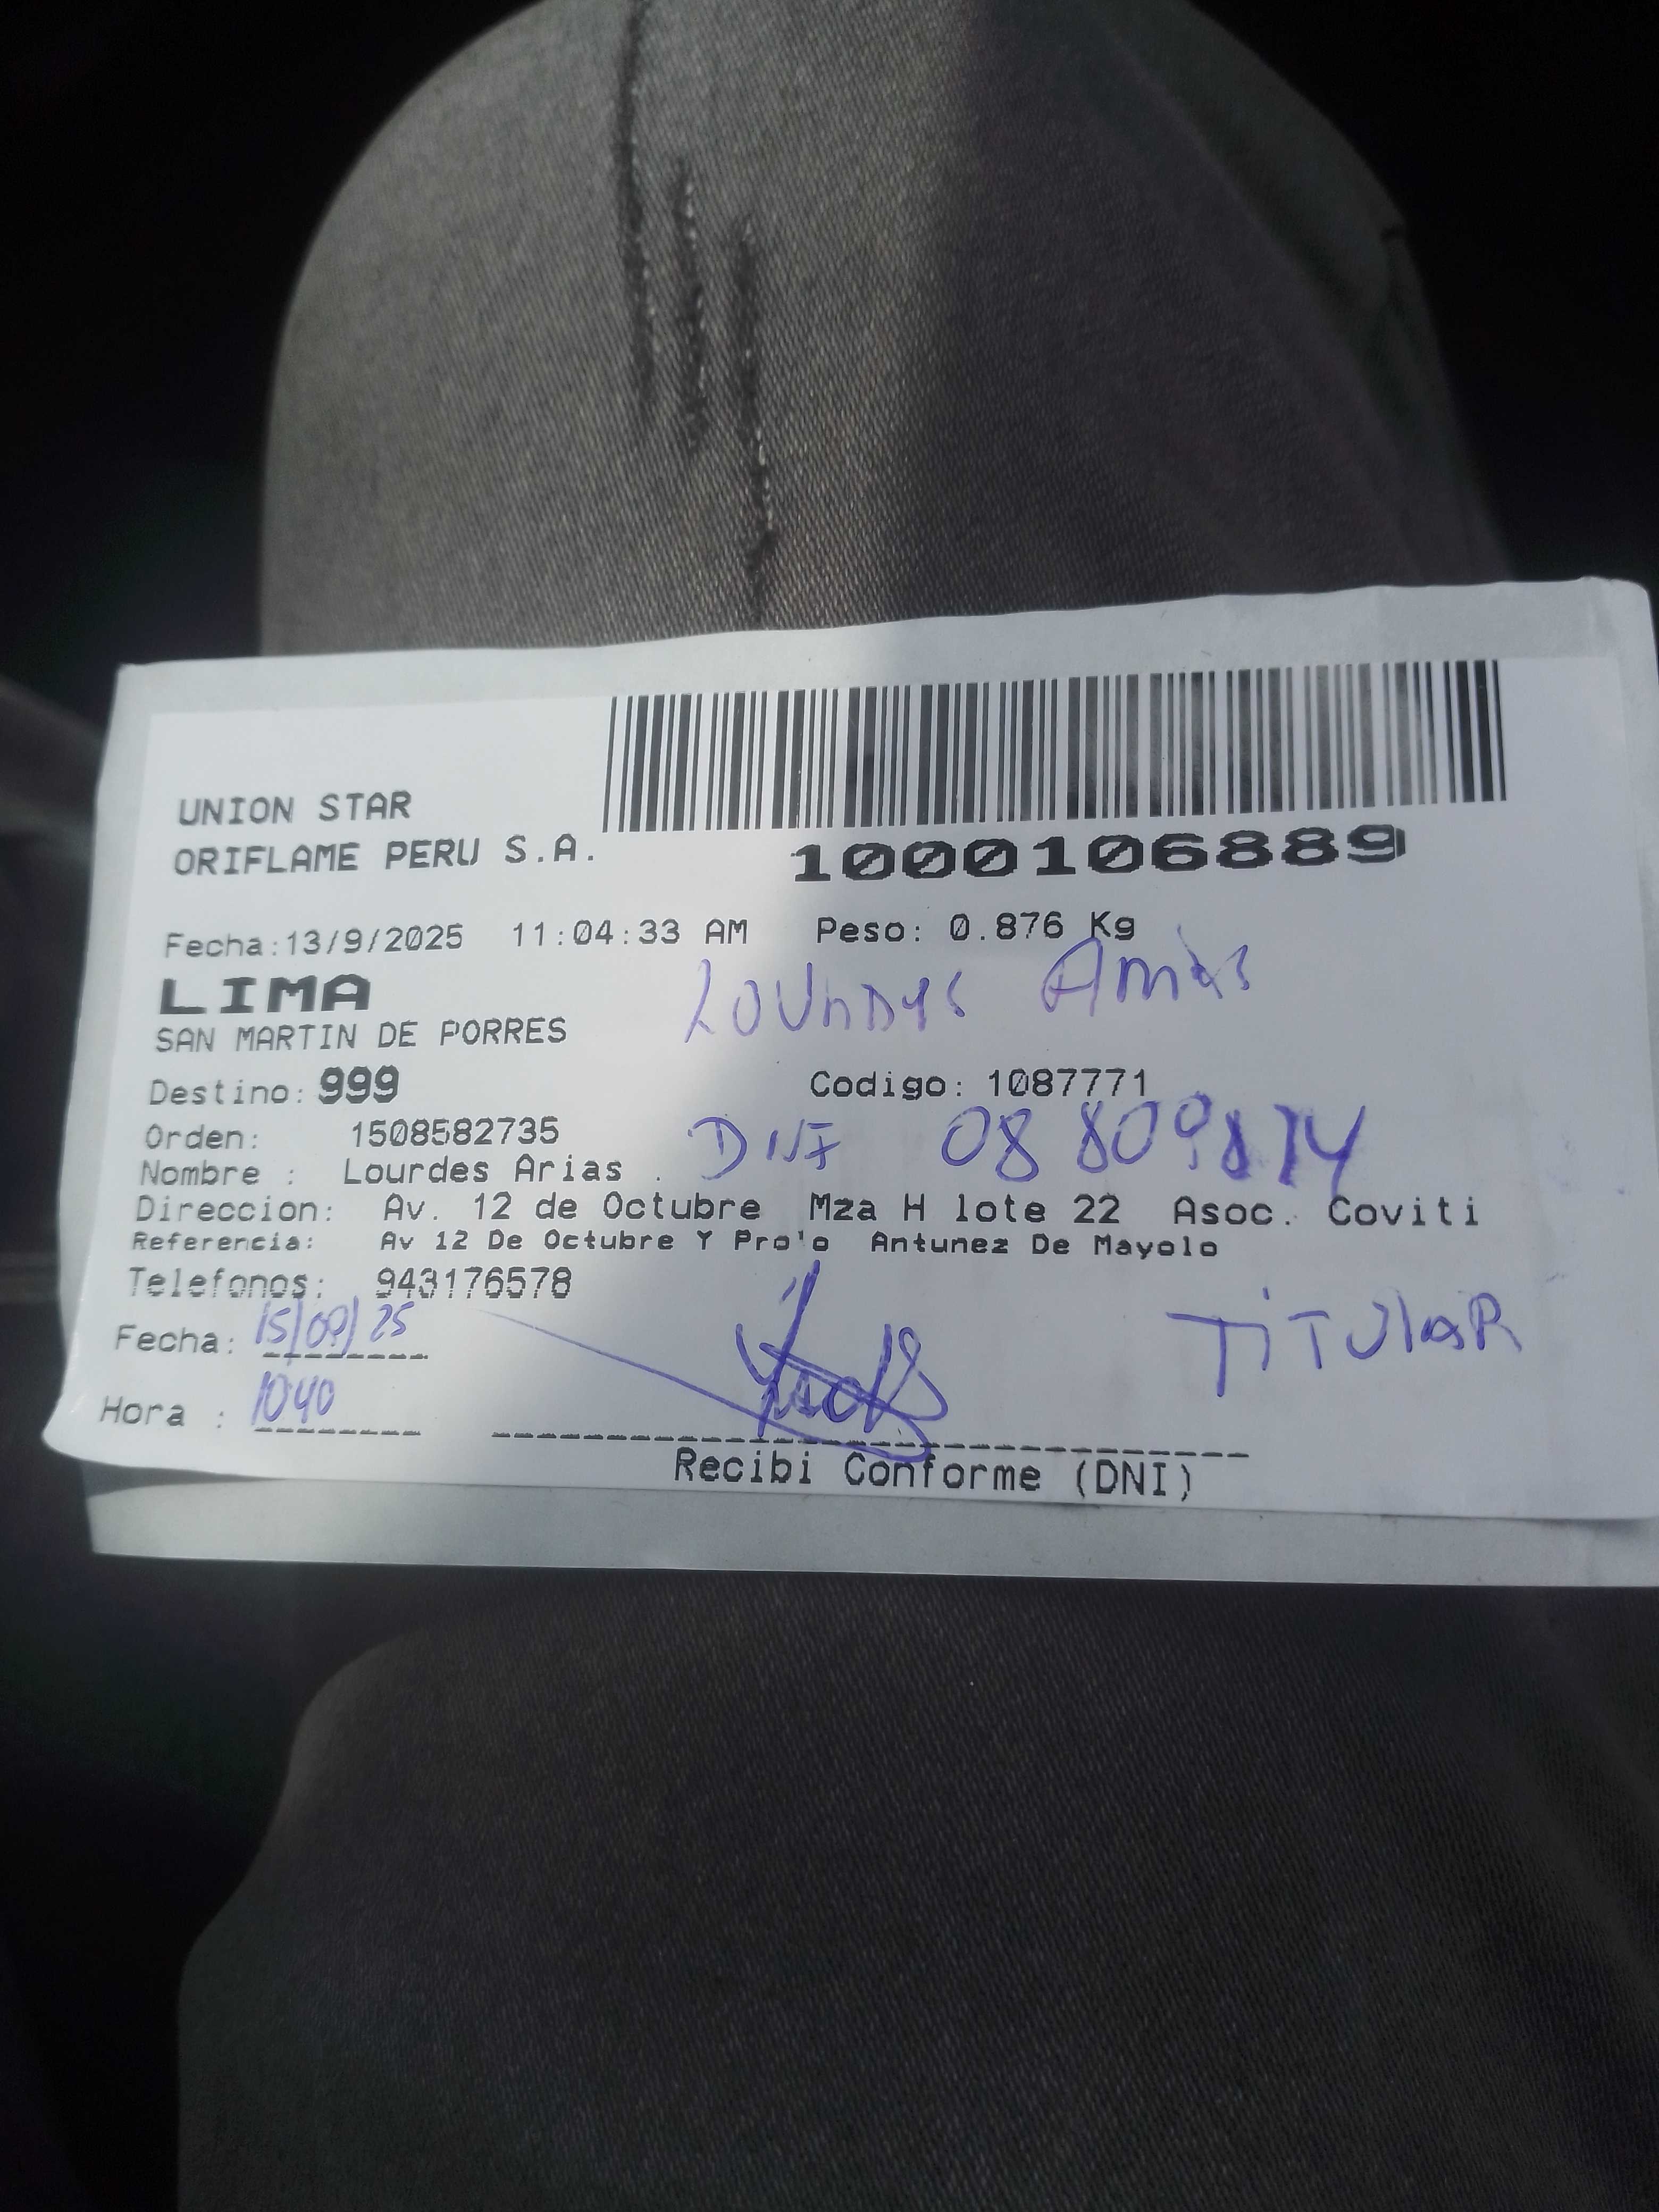 UNION STAR
ORIFLAME PERU S.A.
1000106889
Fecha:13/9/2025 11:04:33 AM Peso: 0.876 Kg
LIMA
SAN MARTIN DE PORRES
Arias
Destino: 999 Codigo: 1087771
Orden: 1508582735
DNI
Nombre : Lourdes Arias .
Direccion: Av. 12 de Octubre Mza H lote 22 Asoc. Coviti
Referencia: Av 12 De Octubre Y Pro'o Antunez De Mayolo
Telefonos: 943176578
Fecha: 15/09/25
TiTULAR
Hora : 1040
Recibi Conforme (DNI)